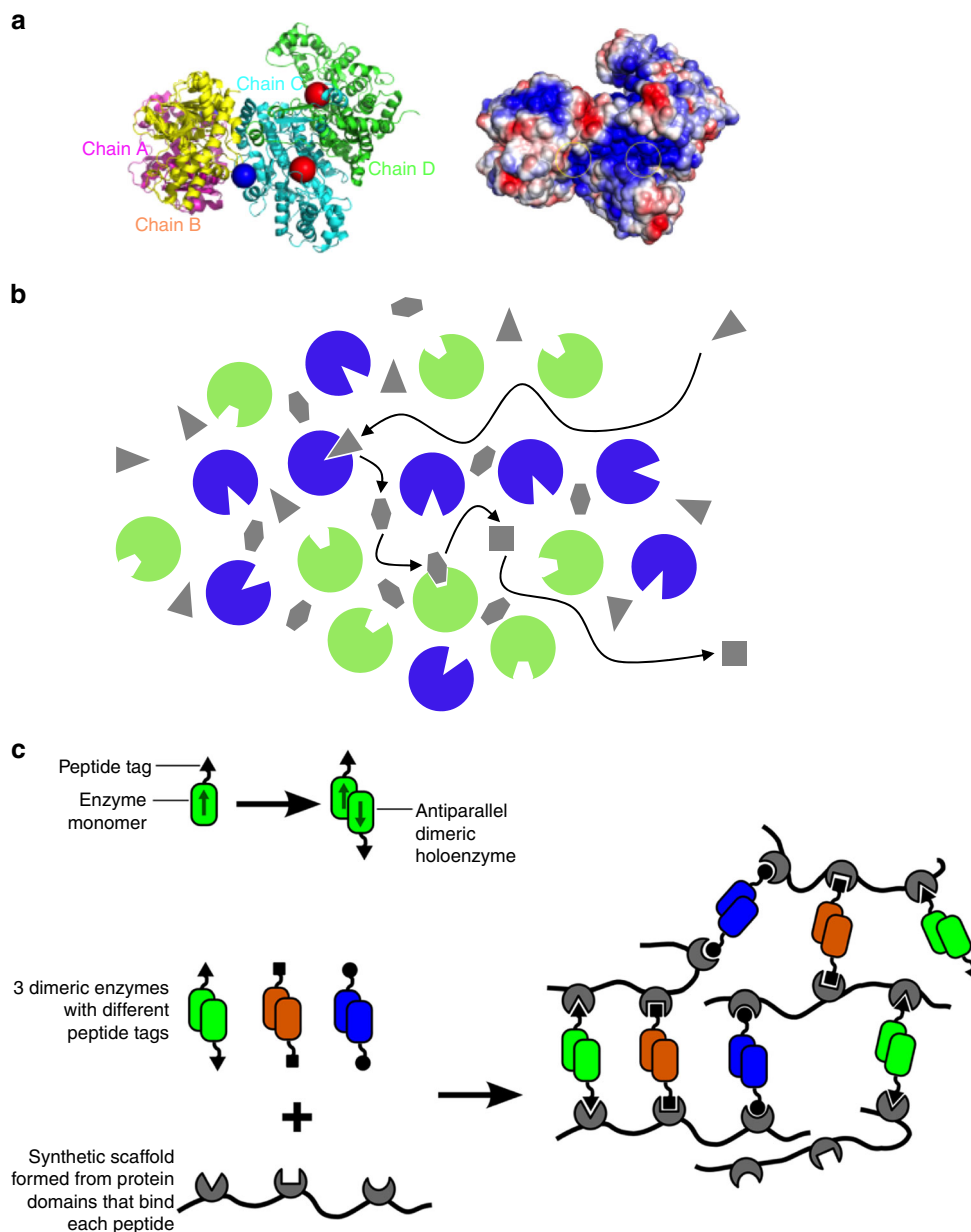 a
Chain C
Chain A
Chain D
Chain B
b
c
Peptide tag
Enzyme
monomer
Antiparallel
dimeric
holoenzyme
3 dimeric enzymes
with different
peptide tags
Synthetic scaffold
formed from protein
domains that bind
each peptide